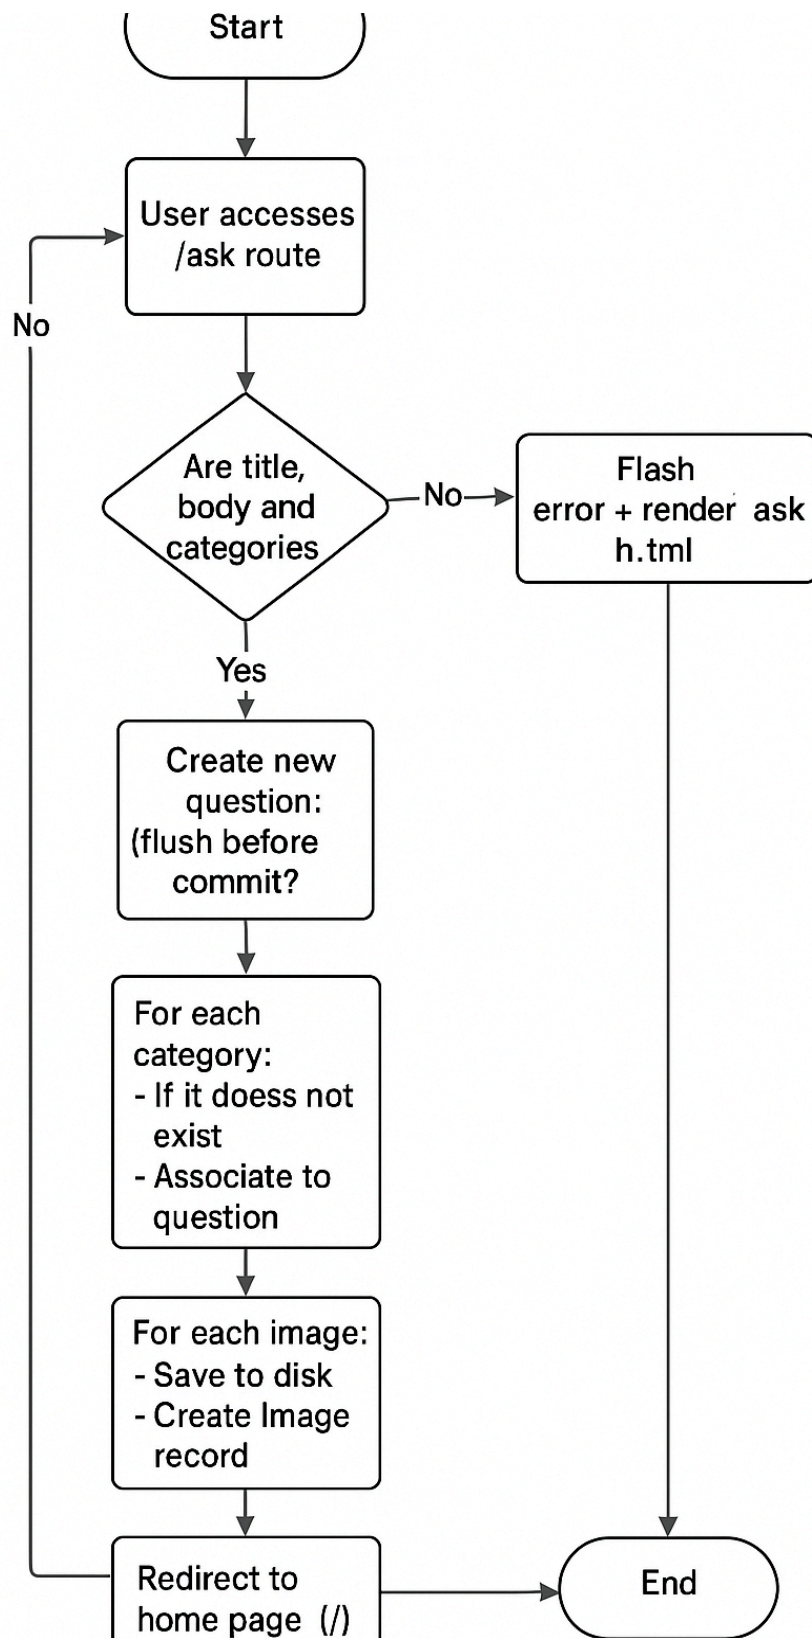 Start
User accesses
/ask route
No
Are title,
body and
categories
No
Flash
error + render ask
h.tml
Yes
Create new
question:
(flush before
commit?
For each
category:
- If it doess not
exist
- Associate to
question
For each image:
- Save to disk
- Create Image
record
Redirect to
home page (/)
End